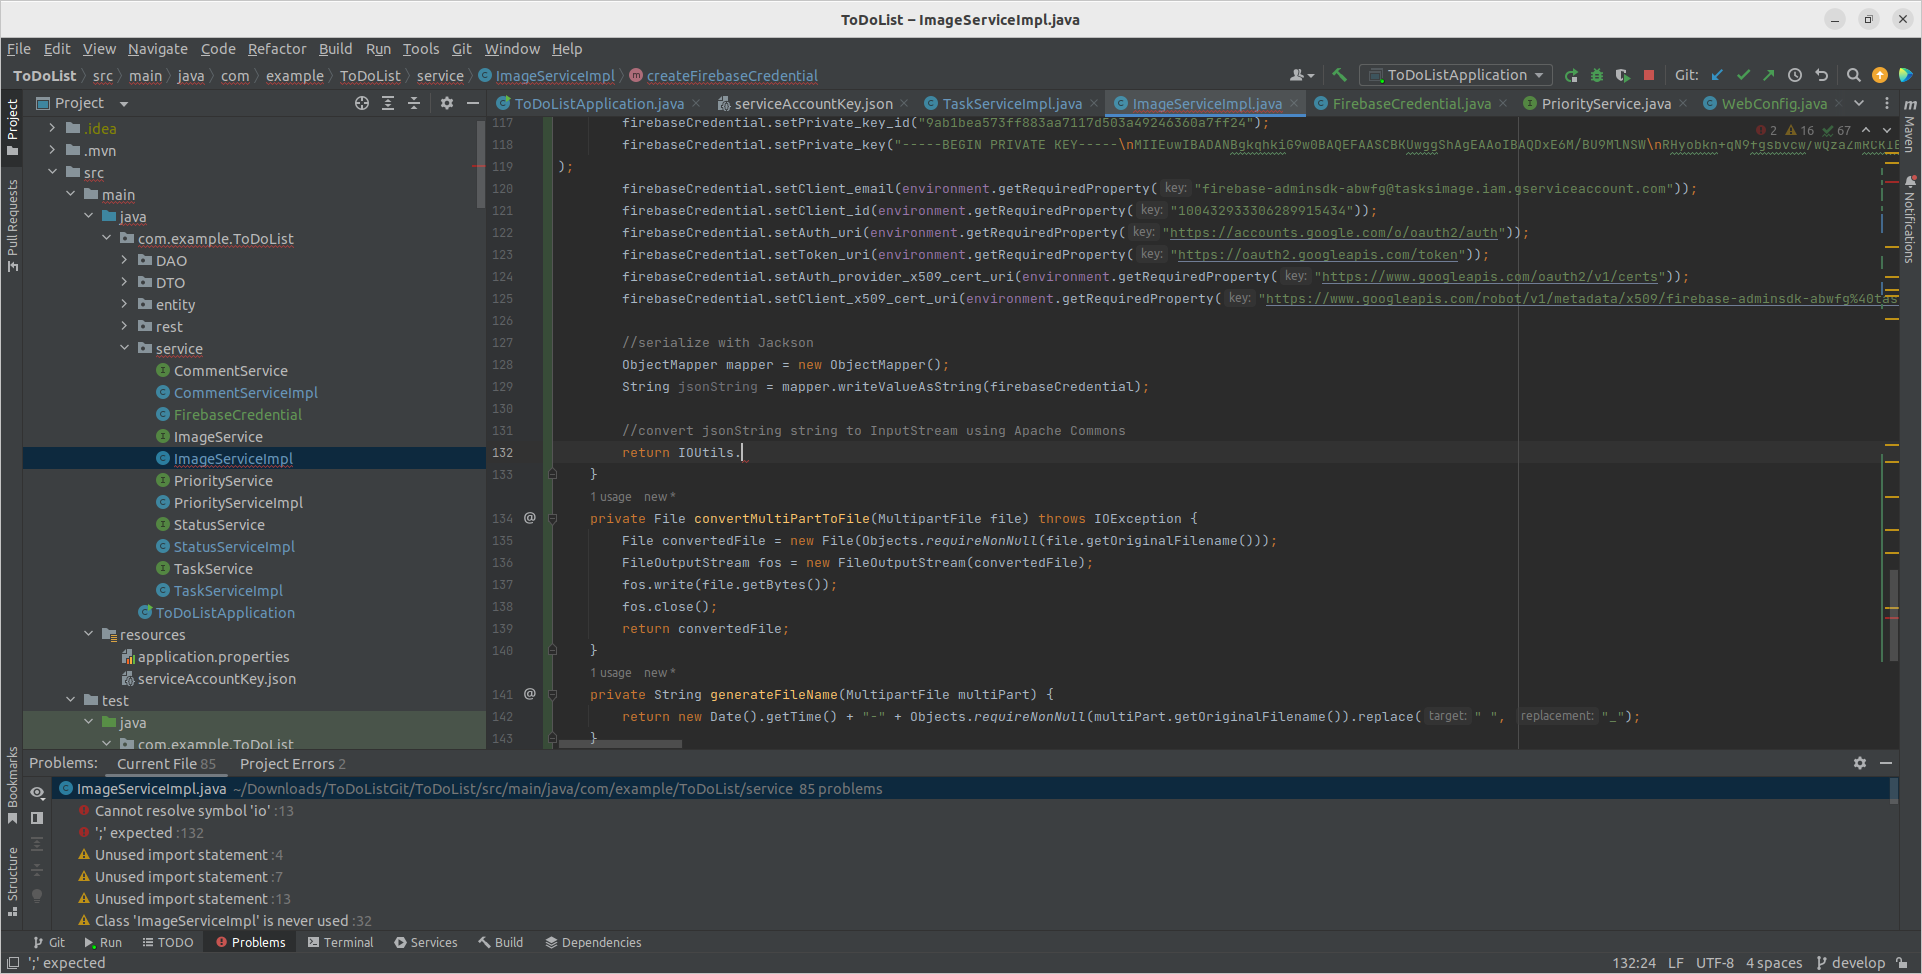 ToDoList – ImageServiceImpl.java
File Edit View Navigate Code Refactor Build Run Tools Git Window Help
ToDoList src main java com example ToDoList service ImageServiceImpl createFirebaseCredential
ToDoListApplication Git:
Project
ToDoListApplication.java serviceAccountKey.json TaskServiceImpl.java ImageServiceImpl.java FirebaseCredential.java PriorityService.java WebConfig.java
Project
Pull Requests
Bookmarks
Structure
Maven
Notifications
.idea
.mvn
src
main
java
com.example.ToDoList
DAO
DTO
entity
rest
service
CommentService
CommentServiceImpl
FirebaseCredential
ImageService
ImageServiceImpl
PriorityService
PriorityServiceImpl
StatusService
StatusServiceImpl
TaskService
TaskServiceImpl
ToDoListApplication
resources
application.properties
serviceAccountKey.json
test
java
com.example.ToDoList
2 16 67
117 firebaseCredential.setPrivate_key_id("9ab1bea573ff883aa7117d503a49246360a7ff24");
118 firebaseCredential.setPrivate_key("-----BEGIN PRIVATE KEY-----\nMIIEuwIBADANBgkqhkiG9w0BAQEFAASCBKUwggShAgEAAoIBAQDxE6M/BU9MlNSW\n
119 );
120 firebaseCredential.setClient_email(environment.getRequiredProperty( key: "firebase-adminsdk-abwfg@tasksimage.iam.gserviceaccount.com"));
121 firebaseCredential.setClient_id(environment.getRequiredProperty( key: "100432933306289915434"));
122 firebaseCredential.setAuth_uri(environment.getRequiredProperty( key: "https://accounts.google.com/o/oauth2/auth"));
123 firebaseCredential.setToken_uri(environment.getRequiredProperty( key: "https://oauth2.googleapis.com/token"));
124 firebaseCredential.setAuth_provider_x509_cert_uri(environment.getRequiredProperty( key: "https://www.googleapis.com/oauth2/v1/certs"));
125 firebaseCredential.setClient_x509_cert_uri(environment.getRequiredProperty( key: "https://www.googleapis.com/robot/v1/metadata/x509/firebase-adminsdk-abwfg%40tas
126
127 //serialize with Jackson
128 ObjectMapper mapper = new ObjectMapper();
129 String jsonString = mapper.writeValueAsString(firebaseCredential);
130
131 //convert jsonString string to InputStream using Apache Commons
132 return IOUtils.
133 }
1 usage new *
134 @ private File convertMultiPartToFile(MultipartFile file) throws IOException {
135 File convertedFile = new File(Objects.requireNonNull(file.getOriginalFilename()));
136 FileOutputStream fos = new FileOutputStream(convertedFile);
137 fos.write(file.getBytes());
138 fos.close();
139 return convertedFile;
140 }
1 usage new *
141 @ private String generateFileName(MultipartFile multiPart) {
142 return new Date().getTime() + "-" + Objects.requireNonNull(multiPart.getOriginalFilename()).replace( target: " ", replacement: "_");
143 }
Problems: Current File 85 Project Errors 2
ImageServiceImpl.java ~/Downloads/ToDoListGit/ToDoList/src/main/java/com/example/ToDoList/service 85 problems
Cannot resolve symbol 'io' :13
';' expected :132
Unused import statement :4
Unused import statement :7
Unused import statement :13
Class 'ImageServiceImpl' is never used :32
Git Run TODO Problems Terminal Services Build Dependencies
';' expected 132:24 LF UTF-8 4 spaces develop